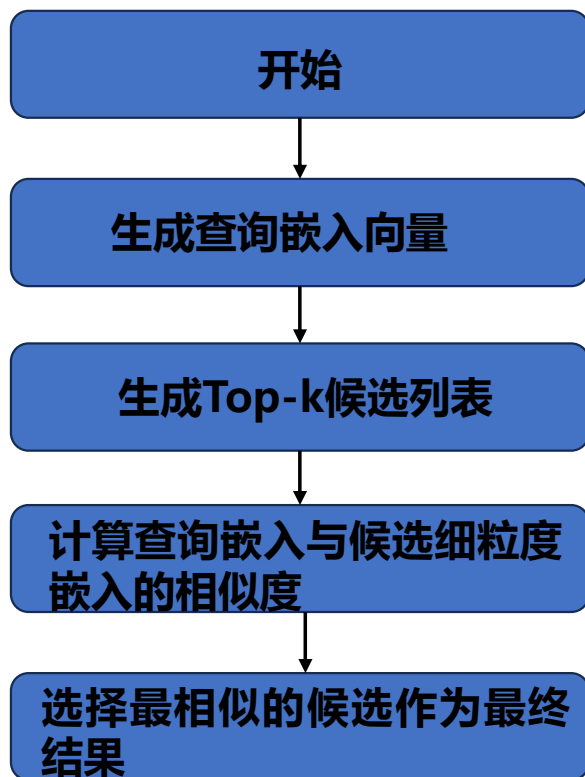 开始
生成查询嵌入向量
生成Top-k候选列表
计算查询嵌入与候选细粒度
嵌入的相似度
选择最相似的候选作为最终
结果